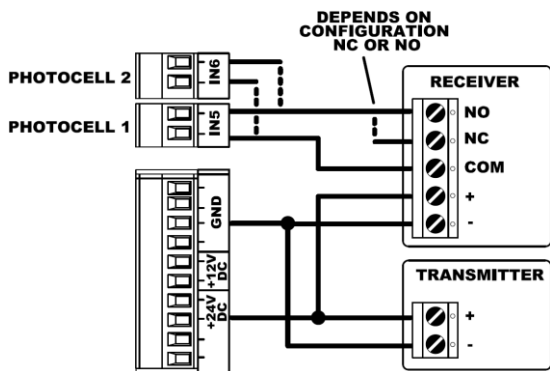 DEPENDS ON
CONFIGURATION
NC OR NO
PHOTOCELL 2
IN6
PHOTOCELL 1
IN5
RECEIVER
NO
NC
COM
+
-
GND
+12V
DC
+24V
DC
TRANSMITTER
+
-